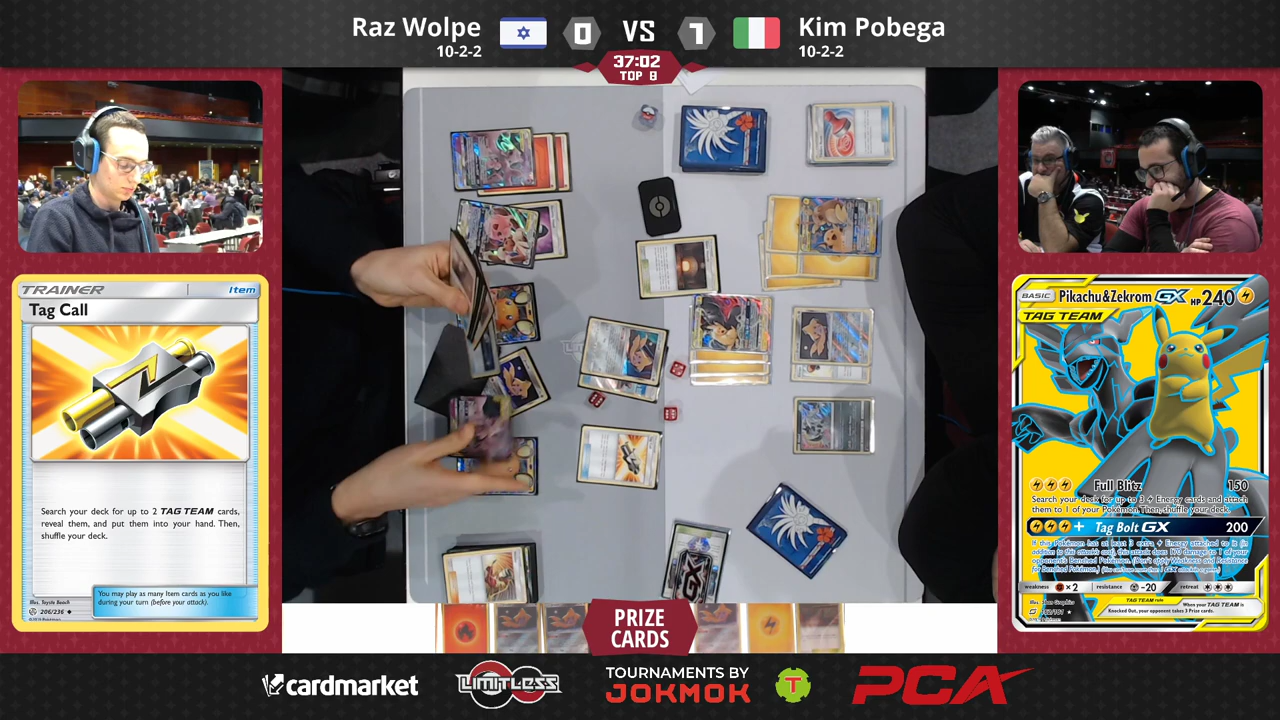 Raz Wolpe
10-2-2
0 VS 1
Kim Pobega
10-2-2
37:02
TOP 8
TRAINER Item
Tag Call
Search your deck for up to 2 TAG TEAM cards, reveal them, and put them into your hand. Then, shuffle your deck.
You may play as many Item cards as you like during your turn (before your attack).
206/236
BASIC Pikachu&Zekrom GX HP 240
TAG TEAM
Full Blitz 150
Search your deck for up to 3 Energy cards and attach them to 1 of your Pokémon. Then, shuffle your deck.
Tag Bolt GX 200
weakness ×2 resistance -20 retreat
TAG TEAM rule
When your TAG TEAM is Knocked Out, your opponent takes 3 Prize cards.
PRIZE
CARDS
cardmarket
LIMITLESS
TOURNAMENTS BY
JOKMOK
T
PCA